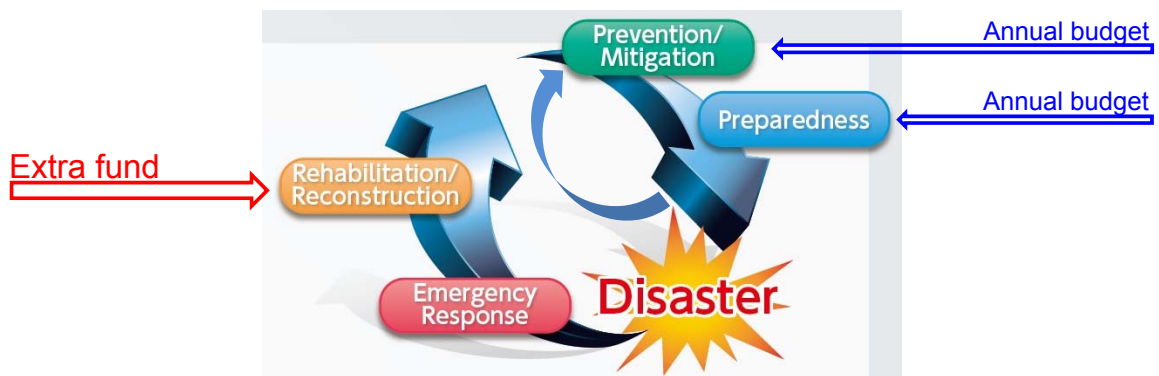 Prevention/
Mitigation
Annual budget
Preparedness
Annual budget
Extra fund
Rehabilitation/
Reconstruction
Emergency
Response
Disaster